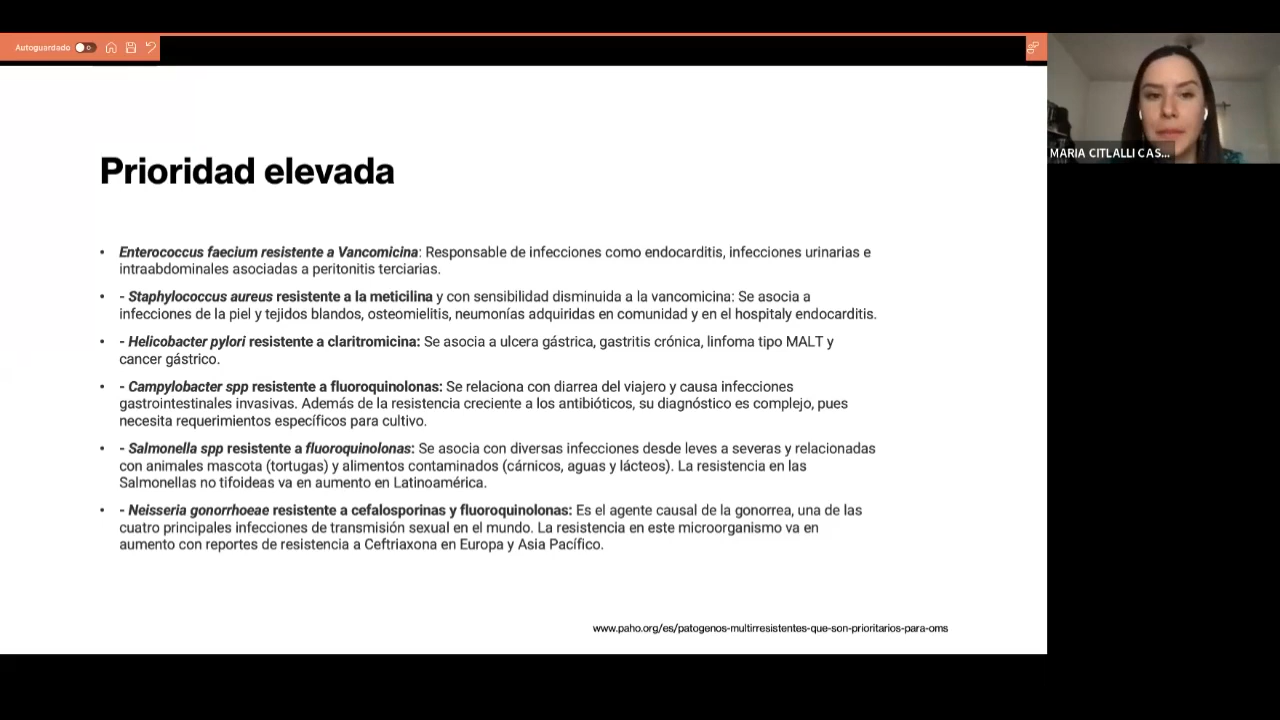 Autoguardado
MARIA CITLALLI CAS...
Prioridad elevada
• Enterococcus faecium resistente a Vancomicina: Responsable de infecciones como endocarditis, infecciones urinarias e
intraabdominales asociadas a peritonitis terciarias.
• - Staphylococcus aureus resistente a la meticilina y con sensibilidad disminuida a la vancomicina: Se asocia a
infecciones de la piel y tejidos blandos, osteomielitis, neumonías adquiridas en comunidad y en el hospitaly endocarditis.
• - Helicobacter pylori resistente a claritromicina: Se asocia a ulcera gástrica, gastritis crónica, linfoma tipo MALT y
cancer gástrico.
• - Campylobacter spp resistente a fluoroquinolonas: Se relaciona con diarrea del viajero y causa infecciones
gastrointestinales invasivas. Además de la resistencia creciente a los antibióticos, su diagnóstico es complejo, pues
necesita requerimientos específicos para cultivo.
• - Salmonella spp resistente a fluoroquinolonas: Se asocia con diversas infecciones desde leves a severas y relacionadas
con animales mascota (tortugas) y alimentos contaminados (cárnicos, aguas y lácteos). La resistencia en las
Salmonellas no tifoideas va en aumento en Latinoamérica.
• - Neisseria gonorrhoeae resistente a cefalosporinas y fluoroquinolonas: Es el agente causal de la gonorrea, una de las
cuatro principales infecciones de transmisión sexual en el mundo. La resistencia en este microorganismo va en
aumento con reportes de resistencia a Ceftriaxona en Europa y Asia Pacífico.
www.paho.org/es/patogenos-multirresistentes-que-son-prioritarios-para-oms